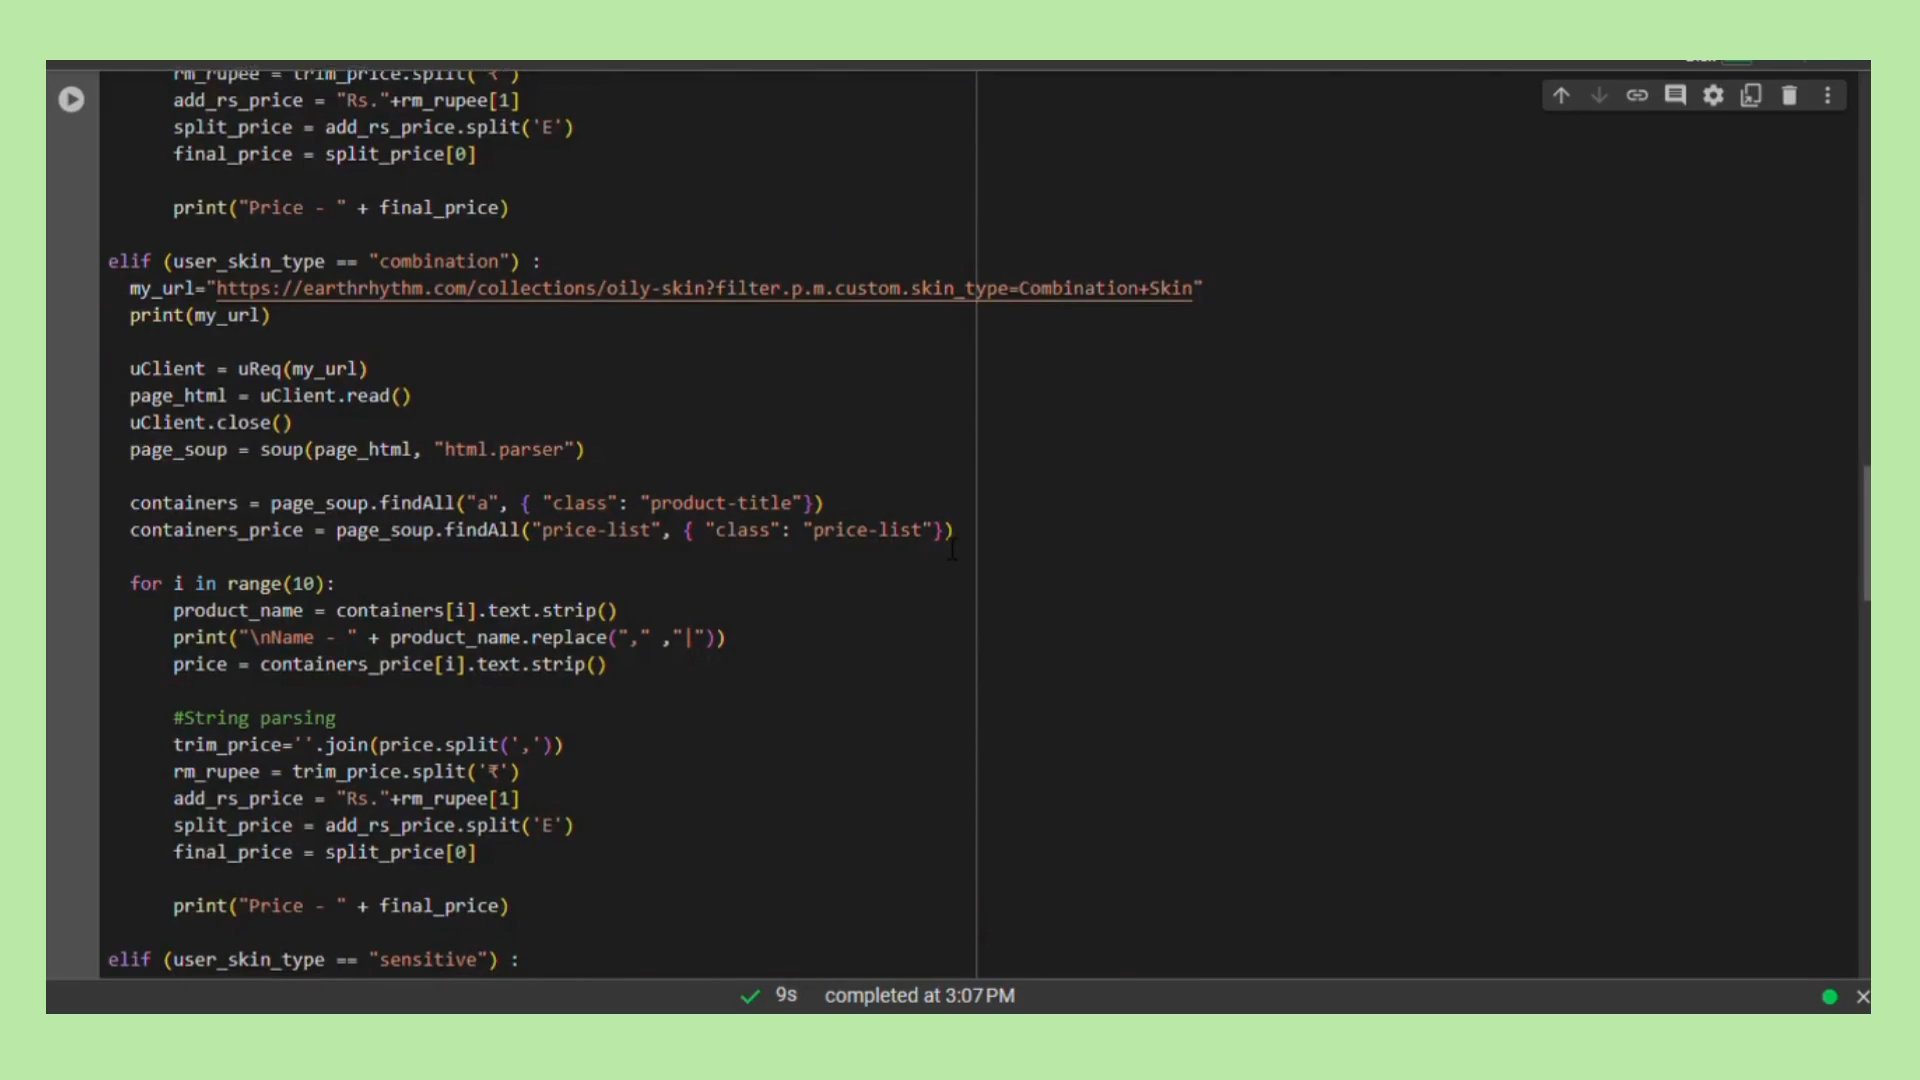 rm_rupee = trim_price.split('₹')
add_rs_price = "Rs."+rm_rupee[1]
split_price = add_rs_price.split('E')
final_price = split_price[0]
print("Price - " + final_price)
elif (user_skin_type == "combination") :
my_url="https://earthrhythm.com/collections/oily-skin?filter.p.m.custom.skin_type=Combination+Skin"
print(my_url)
uClient = uReq(my_url)
page_html = uClient.read()
uClient.close()
page_soup = soup(page_html, "html.parser")
containers = page_soup.findAll("a", { "class": "product-title"})
containers_price = page_soup.findAll("price-list", { "class": "price-list"})
for i in range(10):
product_name = containers[i].text.strip()
print("\nName - " + product_name.replace("," ,"|"))
price = containers_price[i].text.strip()
#String parsing
trim_price=''.join(price.split(','))
rm_rupee = trim_price.split('₹')
add_rs_price = "Rs."+rm_rupee[1]
split_price = add_rs_price.split('E')
final_price = split_price[0]
print("Price - " + final_price)
elif (user_skin_type == "sensitive") :
9s completed at 3:07 PM